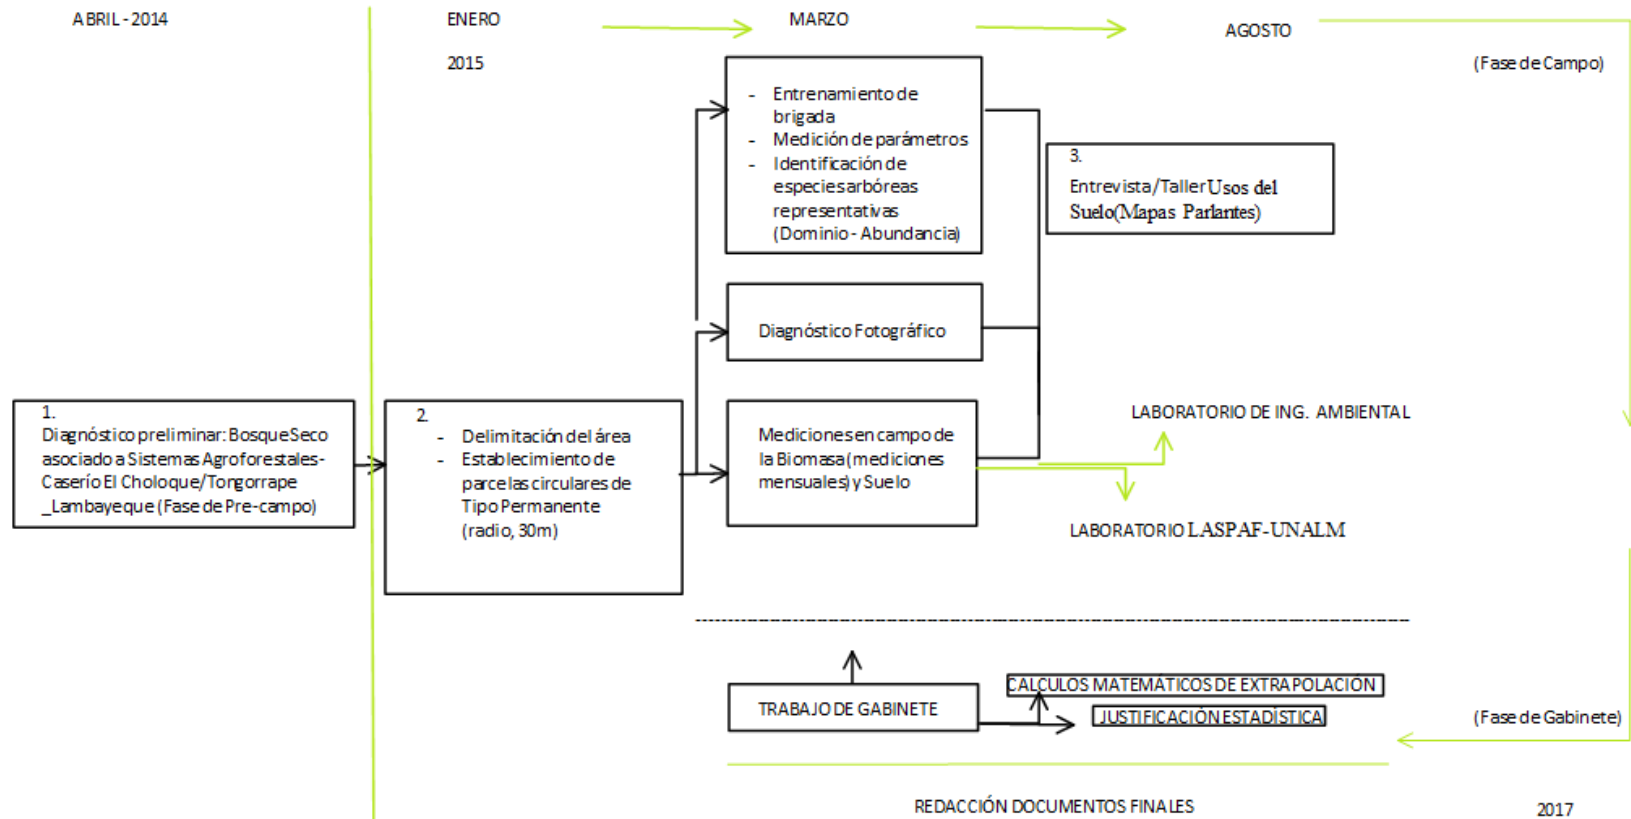 ABRIL - 2014
ENERO
2015
MARZO
AGOSTO
(Fase de Campo)
- Entrenamiento de
brigada
- Medición de parámetros
- Identificación de
especies arbóreas
representativas
(Dominio - Abundancia)
3.
Entrevista/Taller Usos del
Suelo(Mapas Parlantes)
Diagnóstico Fotográfico
1.
Diagnóstico preliminar: Bosque Seco
asociado a Sistemas Agroforestales-
Caserío El Choloque/Tongorrape
_Lambayeque (Fase de Pre-campo)
2.
- Delimitación del área
- Establecimiento de
parcelas circulares de
Tipo Permanente
(radio, 30m)
Mediciones en campo de
la Biomasa (mediciones
mensuales) y Suelo
LABORATORIO DE ING. AMBIENTAL
LABORATORIO LASPAF-UNALM
TRABAJO DE GABINETE
CALCULOS MATEMÁTICOS DE EXTRAPOLACIÓN
JUSTIFICACIÓN ESTADÍSTICA
(Fase de Gabinete)
REDACCIÓN DOCUMENTOS FINALES
2017